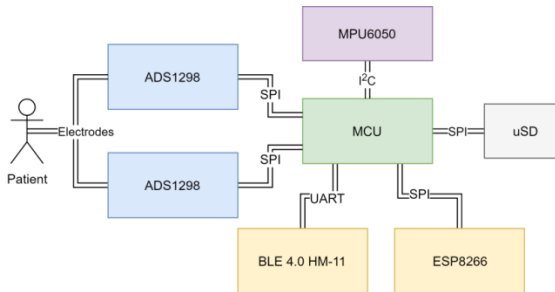 MPU6050
ADS1298
SPI
I²C
Electrodes
MCU
SPI
uSD
Patient
ADS1298
SPI
UART
SPI
BLE 4.0 HM-11
ESP8266